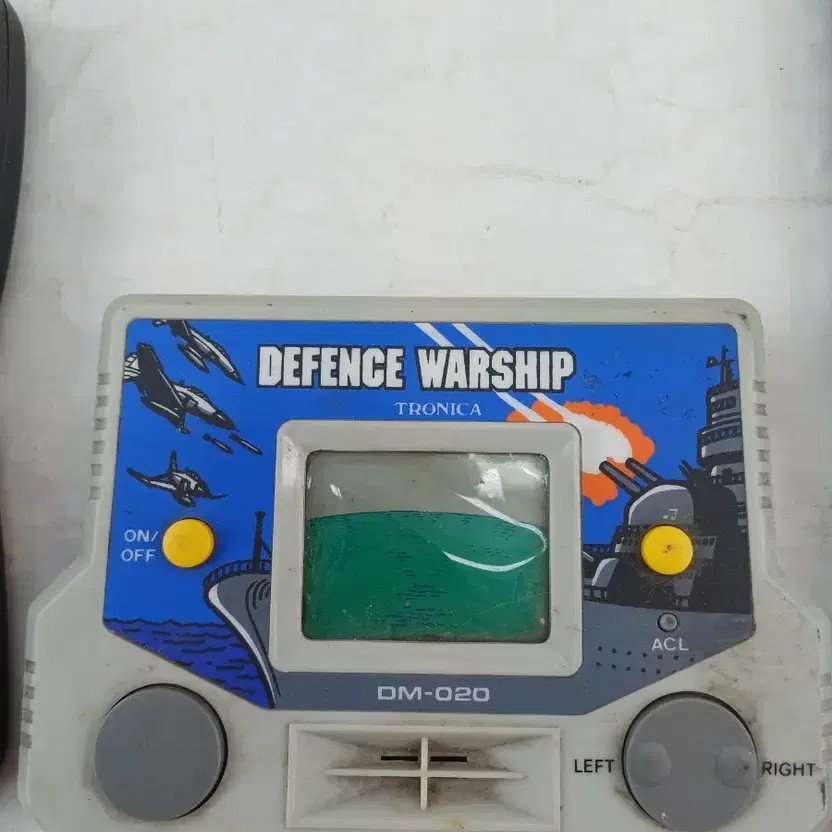 DEFENCE WARSHIP
TRONICA
ON/
OFF
ACL
DM-020
LEFT
RIGHT